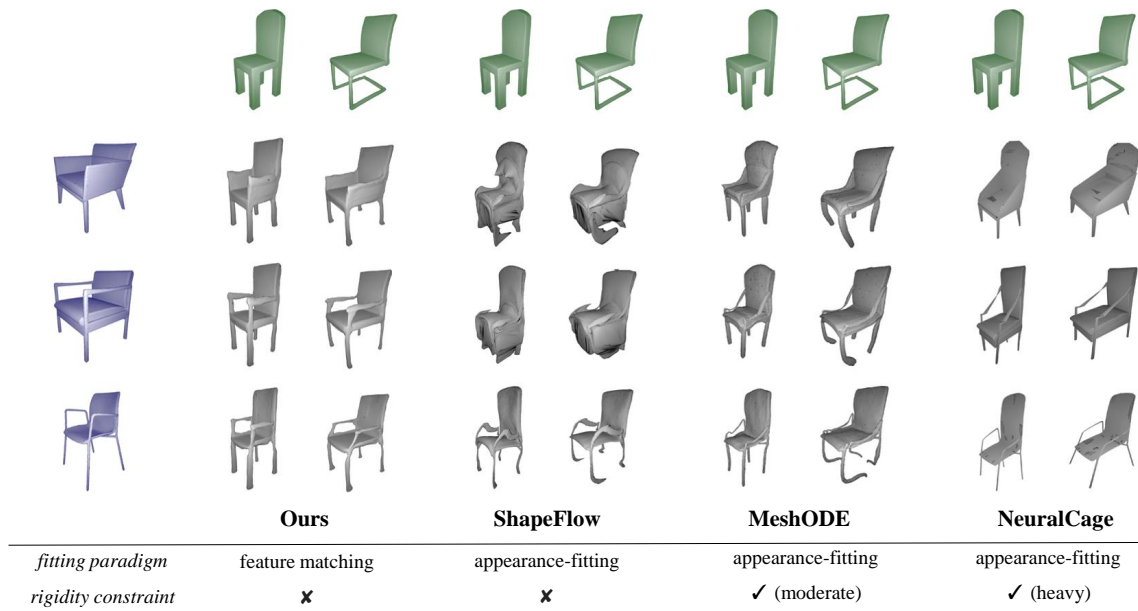 Ours ShapeFlow MeshODE NeuralCage
fitting paradigm feature matching appearance-fitting appearance-fitting appearance-fitting
rigidity constraint ✘ ✘ ✓ (moderate) ✓ (heavy)